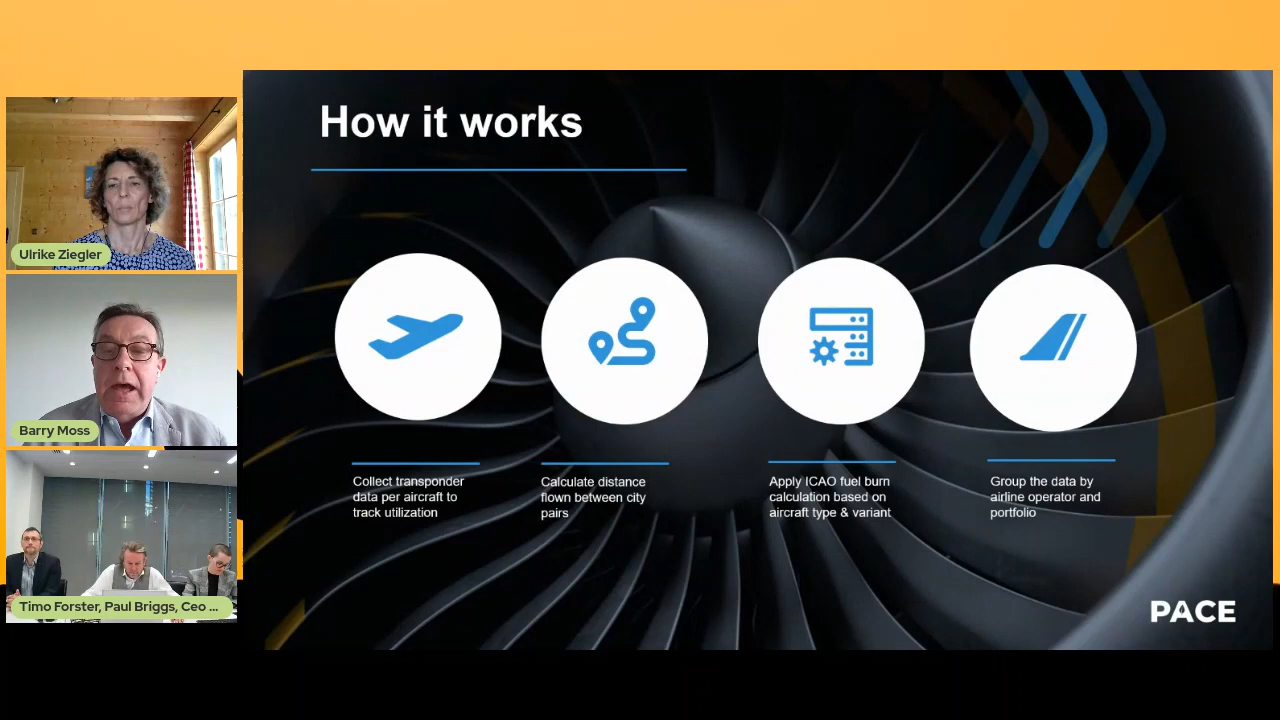 How it works
Ulrike Ziegler
Barry Moss
Timo Forster, Paul Briggs, Ceo ...
Collect transponder
data per aircraft to
track utilization
Calculate distance
flown between city
pairs
Apply ICAO fuel burn
calculation based on
aircraft type & variant
Group the data by
airline operator and
portfolio
PACE